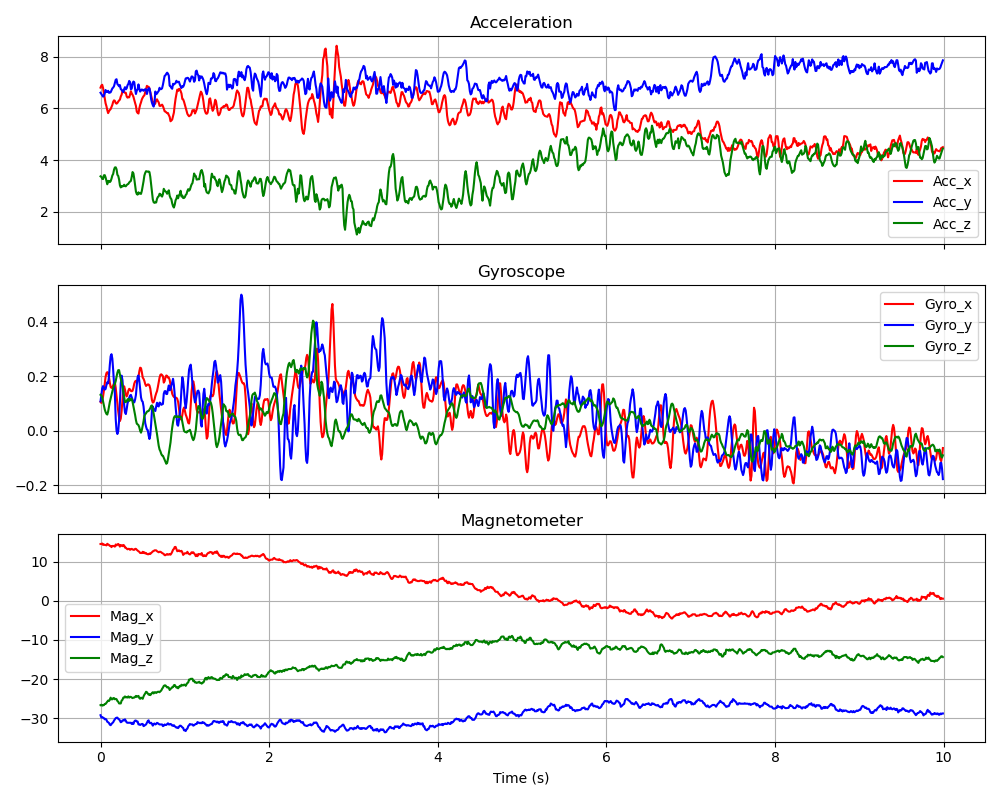 Acceleration
8
6
4
2
Acc_x
Acc_y
Acc_z
Gyroscope
0.4
0.2
0.0
−0.2
Gyro_x
Gyro_y
Gyro_z
Magnetometer
10
0
−10
−20
−30
Mag_x
Mag_y
Mag_z
0 2 4 6 8 10
Time (s)